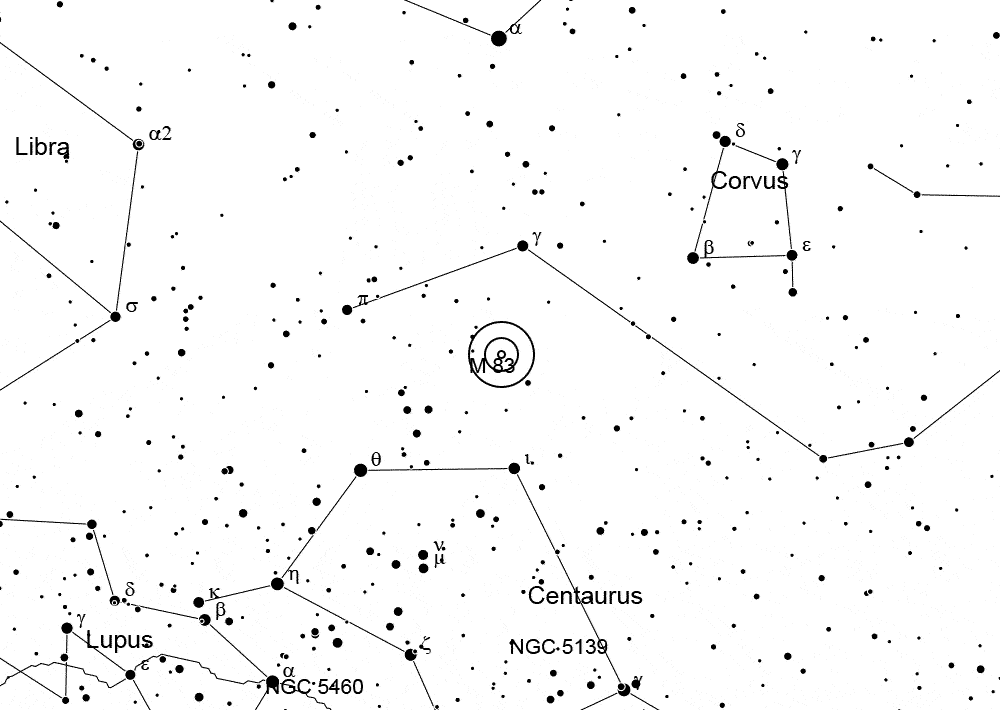 α
α2
Libra
δ
γ
Corvus
γ
β
ε
π
σ
M 83
θ
ι
ν
μ
η
δ
κ
β
Centaurus
γ
Lupus
ζ
NGC 5139
ε
α
γ
NGC 5460